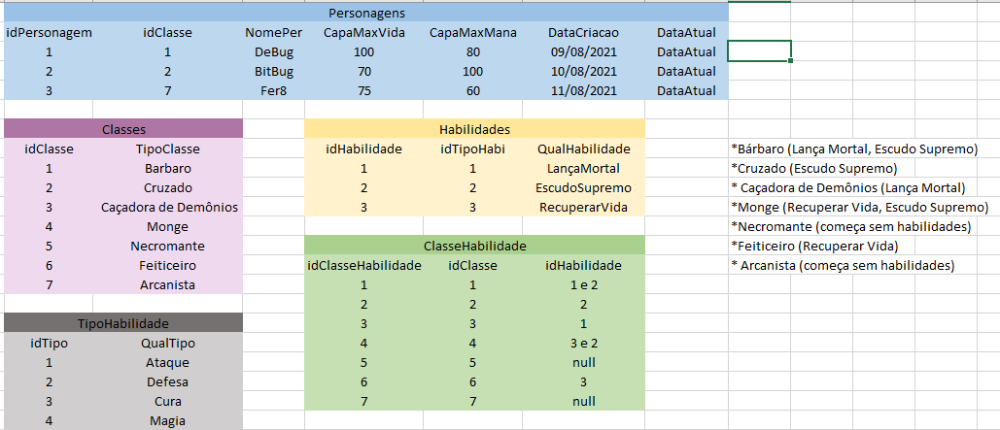 Personagens
idPersonagem idClasse NomePer CapaMaxVida CapaMaxMana DataCriacao DataAtual
1 1 DeBug 100 80 09/08/2021 DataAtual
2 2 BitBug 70 100 10/08/2021 DataAtual
3 7 Fer8 75 60 11/08/2021 DataAtual
Classes
idClasse TipoClasse
1 Barbaro
2 Cruzado
3 Caçadora de Demônios
4 Monge
5 Necromante
6 Feiticeiro
7 Arcanista
TipoHabilidade
idTipo QualTipo
1 Ataque
2 Defesa
3 Cura
4 Magia
Habilidades
idHabilidade idTipoHabi QualHabilidade
1 1 LançaMortal
2 2 EscudoSupremo
3 3 RecuperarVida
ClasseHabilidade
idClasseHabilidade idClasse idHabilidade
1 1 1 e 2
2 2 2
3 3 1
4 4 3 e 2
5 5 null
6 6 3
7 7 null
*Bárbaro (Lança Mortal, Escudo Supremo)
*Cruzado (Escudo Supremo)
* Caçadora de Demônios (Lança Mortal)
*Monge (Recuperar Vida, Escudo Supremo)
*Necromante (começa sem habilidades)
*Feiticeiro (Recuperar Vida)
* Arcanista (começa sem habilidades)